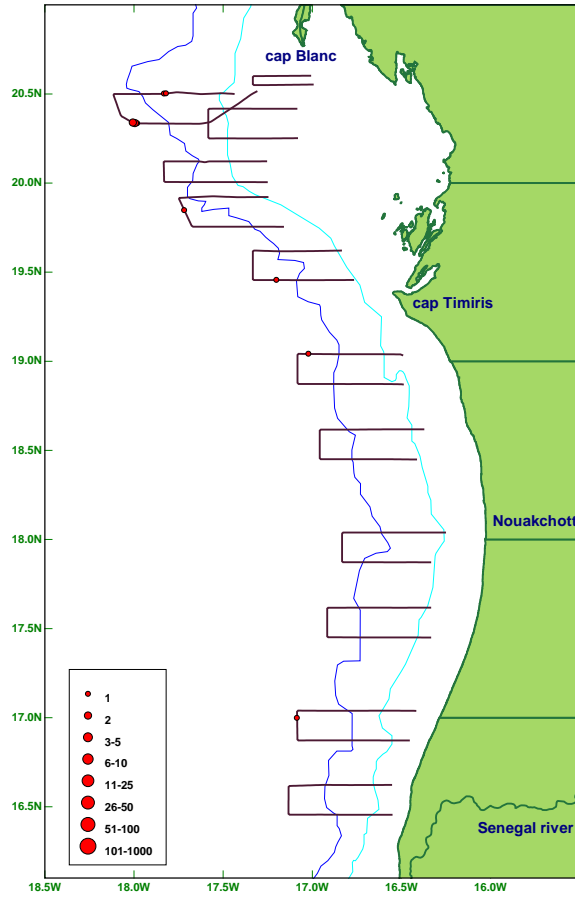 cap Blanc
20.5N
20.0N
19.5N
cap Timiris
19.0N
18.5N
Nouakchott
18.0N
17.5N
17.0N
16.5N
Senegal river
1
2
3-5
6-10
11-25
26-50
51-100
101-1000
18.5W 18.0W 17.5W 17.0W 16.5W 16.0W